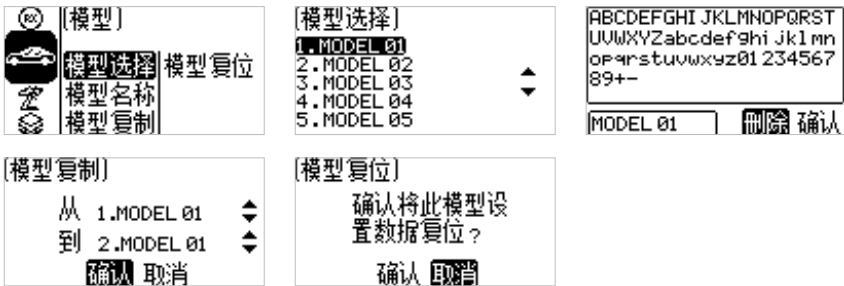 RX
[模型]
模型选择 模型复位
模型名称
模型复制
[模型选择]
1.MODEL 01
2.MODEL 02
3.MODEL 03
4.MODEL 04
5.MODEL 05
ABCDEFGHIJKLMNOPQRST
UVWXYZabcdefghijklmn
opqrstuvwxyz01234567
89+-
MODEL 01 删除 确认
[模型复制]
从 1.MODEL 01
到 2.MODEL 01
确认 取消
[模型复位]
确认将此模型设
置数据复位?
确认 取消